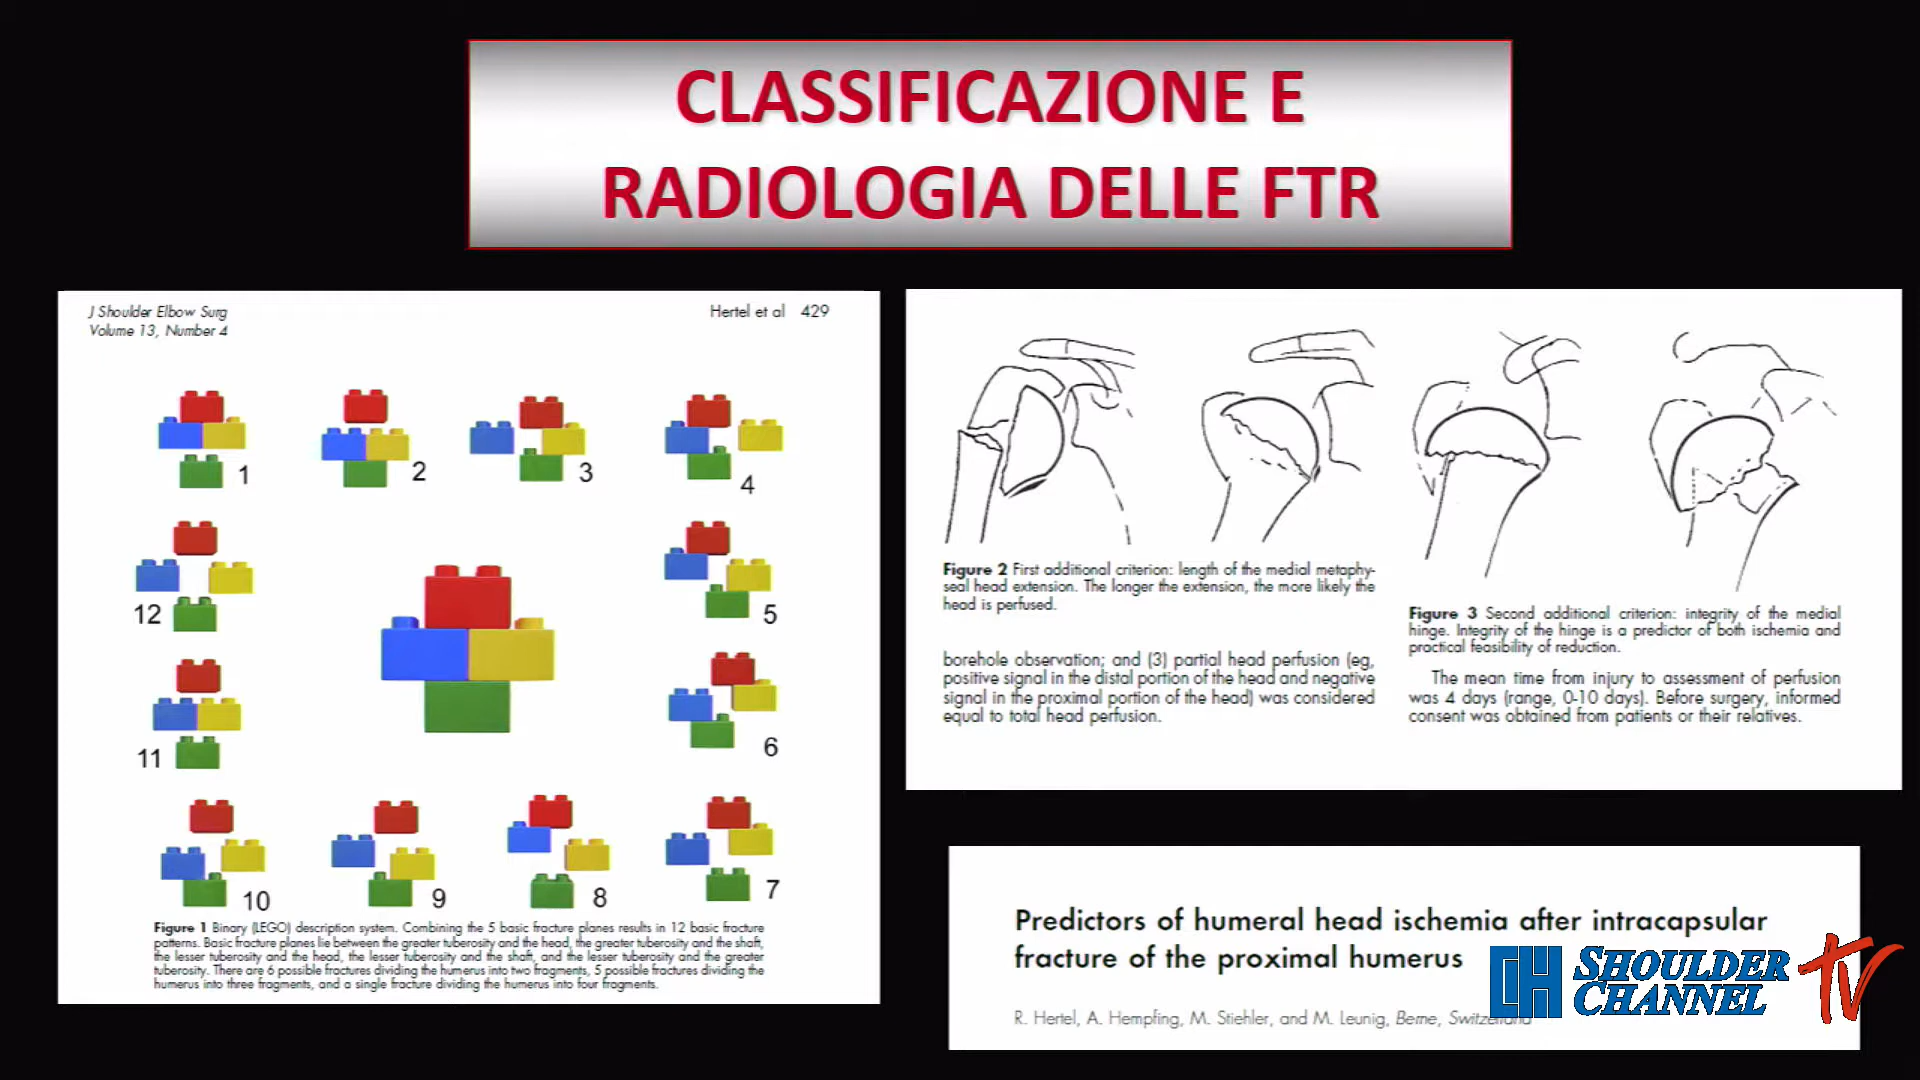 CLASSIFICAZIONE E
RADIOLOGIA DELLE FTR
J Shoulder Elbow Surg
Volume 13, Number 4
Hertel et al 429
1
2
3
4
12
5
11
6
10
9
8
7
Figure 1 Binary (LEGO) description system. Combining the 5 basic fracture planes results in 12 basic fracture
patterns. Basic fracture planes lie between the greater tuberosity and the head, the greater tuberosity and the shaft,
the lesser tuberosity and the head, the lesser tuberosity and the shaft, and the lesser tuberosity and the greater
tuberosity. There are 6 possible fractures dividing the humerus into two fragments, 5 possible fractures dividing the
humerus into three fragments, and a single fracture dividing the humerus into four fragments.
Figure 2 First additional criterion: length of the medial metaphy-
seal head extension. The longer the extension, the more likely the
head is perfused.
borehole observation; and (3) partial head perfusion (eg,
positive signal in the distal portion of the head and negative
signal in the proximal portion of the head) was considered
equal to total head perfusion.
Figure 3 Second additional criterion: integrity of the medial
hinge. Integrity of the hinge is a predictor of both ischemia and
practical feasibility of reduction.
The mean time from injury to assessment of perfusion
was 4 days (range, 0-10 days). Before surgery, informed
consent was obtained from patients or their relatives.
Predictors of humeral head ischemia after intracapsular
fracture of the proximal humerus
R. Hertel, A. Hempfing, M. Stiehler, and M. Leunig, Berne, Switzerland
SHOULDER
CHANNEL
TV